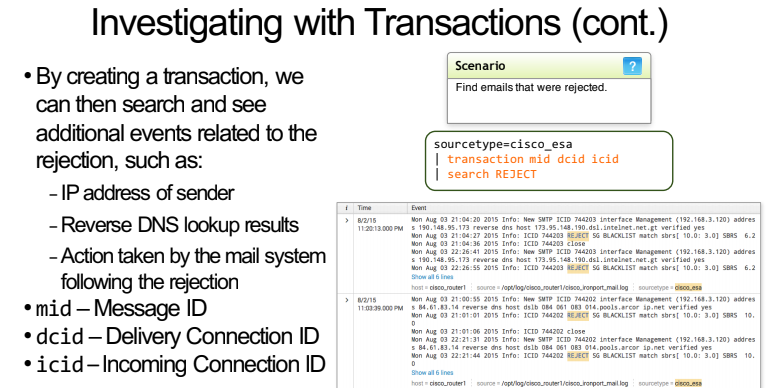 Investigating with Transactions (cont.)
• By creating a transaction, we
can then search and see
additional events related to the
rejection, such as:
– IP address of sender
– Reverse DNS lookup results
– Action taken by the mail system
following the rejection
• mid – Message ID
• dcid – Delivery Connection ID
• icid – Incoming Connection ID
Scenario ?
Find emails that were rejected.
sourcetype=cisco_esa
| transaction mid dcid icid
| search REJECT
i Time Event
> 8/2/15 Mon Aug 03 21:04:20 2015 Info: New SMTP ICID 744203 interface Management (192.168.3.120) addres
11:20:13.000 PM s 190.148.95.173 reverse dns host 173.95.148.190.dsl.intelnet.net.gt verified yes
Mon Aug 03 21:04:27 2015 Info: ICID 744203 REJECT SG BLACKLIST match sbrs[ 10.0: 3.0] SBRS 6.2
Mon Aug 03 21:04:36 2015 Info: ICID 744203 close
Mon Aug 03 22:26:41 2015 Info: New SMTP ICID 744203 interface Management (192.168.3.120) addres
s 190.148.95.173 reverse dns host 173.95.148.190.dsl.intelnet.net.gt verified yes
Mon Aug 03 22:26:55 2015 Info: ICID 744203 REJECT SG BLACKLIST match sbrs[ 10.0: 3.0] SBRS 6.2
Show all 6 lines
host = cisco_router1 source = /opt/log/cisco_router1/cisco_ironport_mail.log sourcetype = cisco_esa
> 8/2/15 Mon Aug 03 21:00:55 2015 Info: New SMTP ICID 744202 interface Management (192.168.3.120) addres
11:03:39.000 PM s 84.61.83.14 reverse dns host dslb 084 061 083 014.pools.arcor ip.net verified yes
Mon Aug 03 21:01:01 2015 Info: ICID 744202 REJECT SG BLACKLIST match sbrs[ 10.0: 3.0] SBRS 10.
0
Mon Aug 03 21:01:06 2015 Info: ICID 744202 close
Mon Aug 03 22:21:31 2015 Info: New SMTP ICID 744202 interface Management (192.168.3.120) addres
s 84.61.83.14 reverse dns host dslb 084 061 083 014.pools.arcor ip.net verified yes
Mon Aug 03 22:21:44 2015 Info: ICID 744202 REJECT SG BLACKLIST match sbrs[ 10.0: 3.0] SBRS 10.
0
Show all 6 lines
host = cisco_router1 source = /opt/log/cisco_router1/cisco_ironport_mail.log sourcetype = cisco_esa